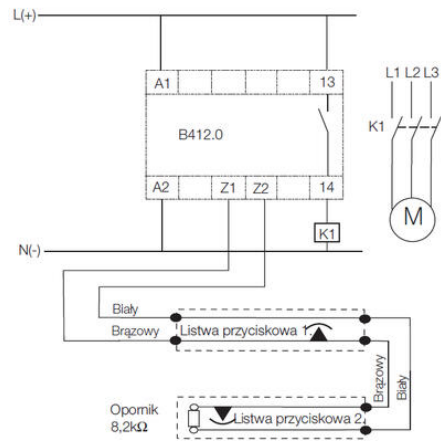 L(+)
A1
13
L1 L2 L3
B412.0
K1
A2
Z1
Z2
14
M
K1
N(-)
Biały
Brązowy
Listwa przyciskowa 1.
Brązowy
Biały
Opornik
8,2kΩ
Listwa przyciskowa 2.